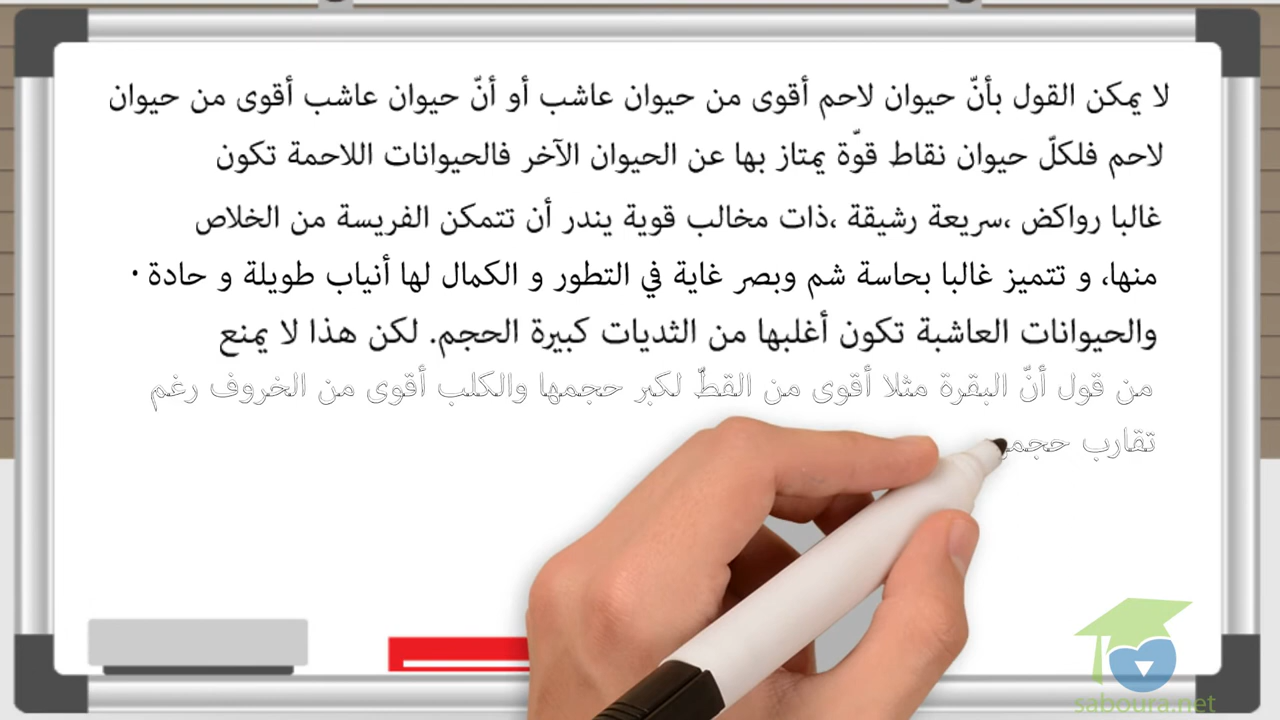 لا يمكن القول بأنّ حيوان لاحم أقوى من حيوان عاشب أو أنّ حيوان عاشب أقوى من حيوان
لاحم فلكلّ حيوان نقاط قوّة يمتاز بها عن الحيوان الآخر فالحيوانات اللاحمة تكون
غالبا رواكض ،سريعة رشيقة ،ذات مخالب قوية يندر أن تتمكن الفريسة من الخلاص
منها، و تتميز غالبا بحاسة شم وبصر غاية في التطور و الكمال لها أنياب طويلة و حادة ·
والحيوانات العاشبة تكون أغلبها من الثديات كبيرة الحجم. لكن هذا لا يمنع
من قول أنّ البقرة مثلا أقوى من القطّ لكبر حجمها والكلب أقوى من الخروف رغم
تقارب
saboura.net